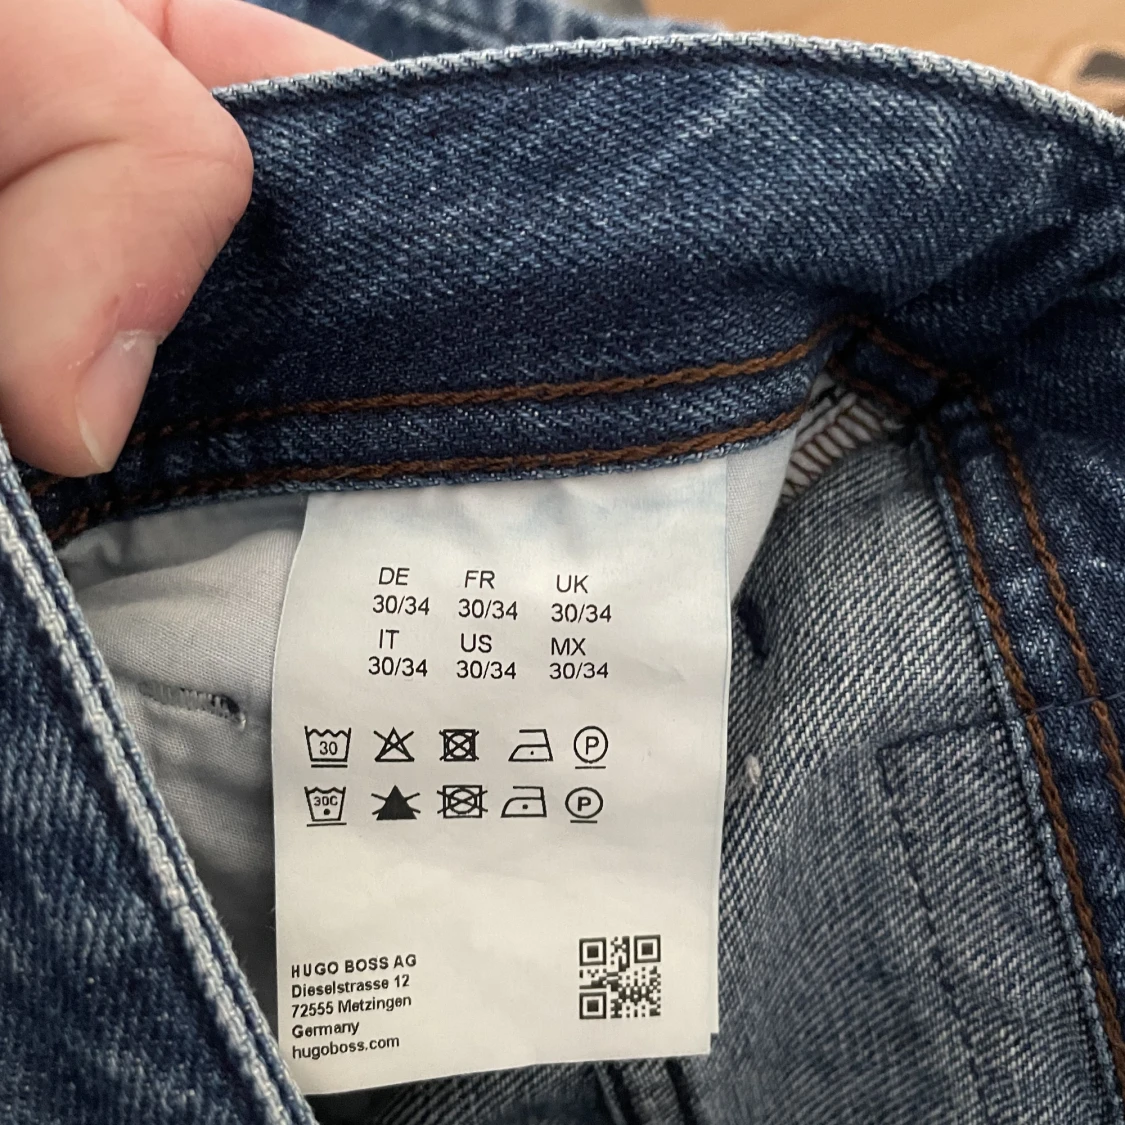 DE FR UK
30/34 30/34 30/34
IT US MX
30/34 30/34 30/34
30 P
30C P
HUGO BOSS AG
Dieselstrasse 12
72555 Metzingen
Germany
hugoboss.com